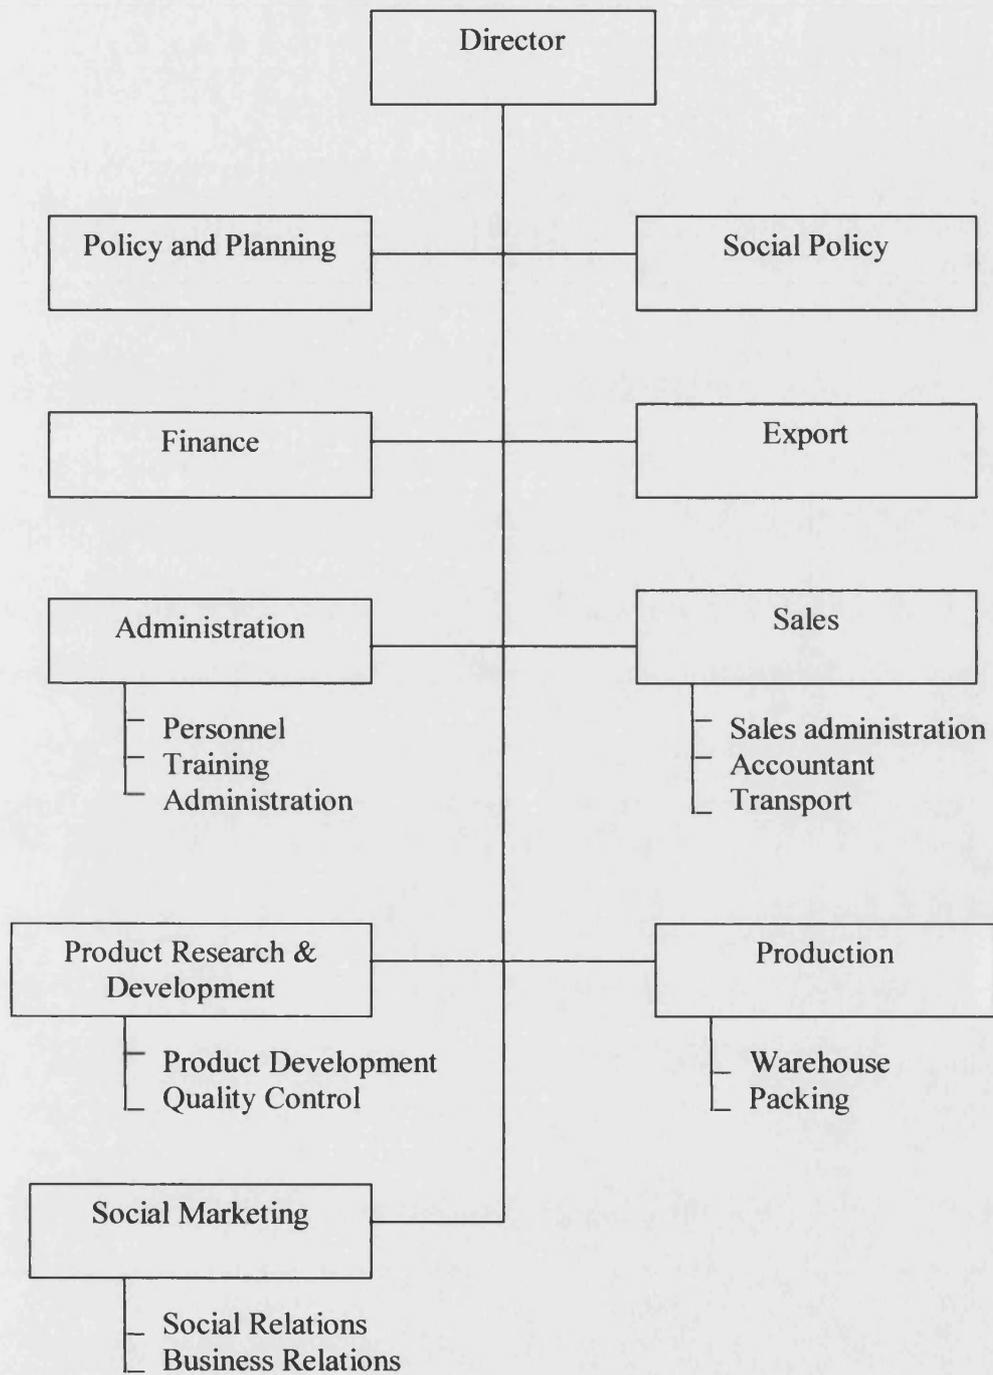 Director
Policy and Planning
Social Policy
Finance
Export
Administration
Sales
Personnel
Training
Administration
Sales administration
Accountant
Transport
Product Research &
Development
Production
Product Development
Quality Control
Warehouse
Packing
Social Marketing
Social Relations
Business Relations